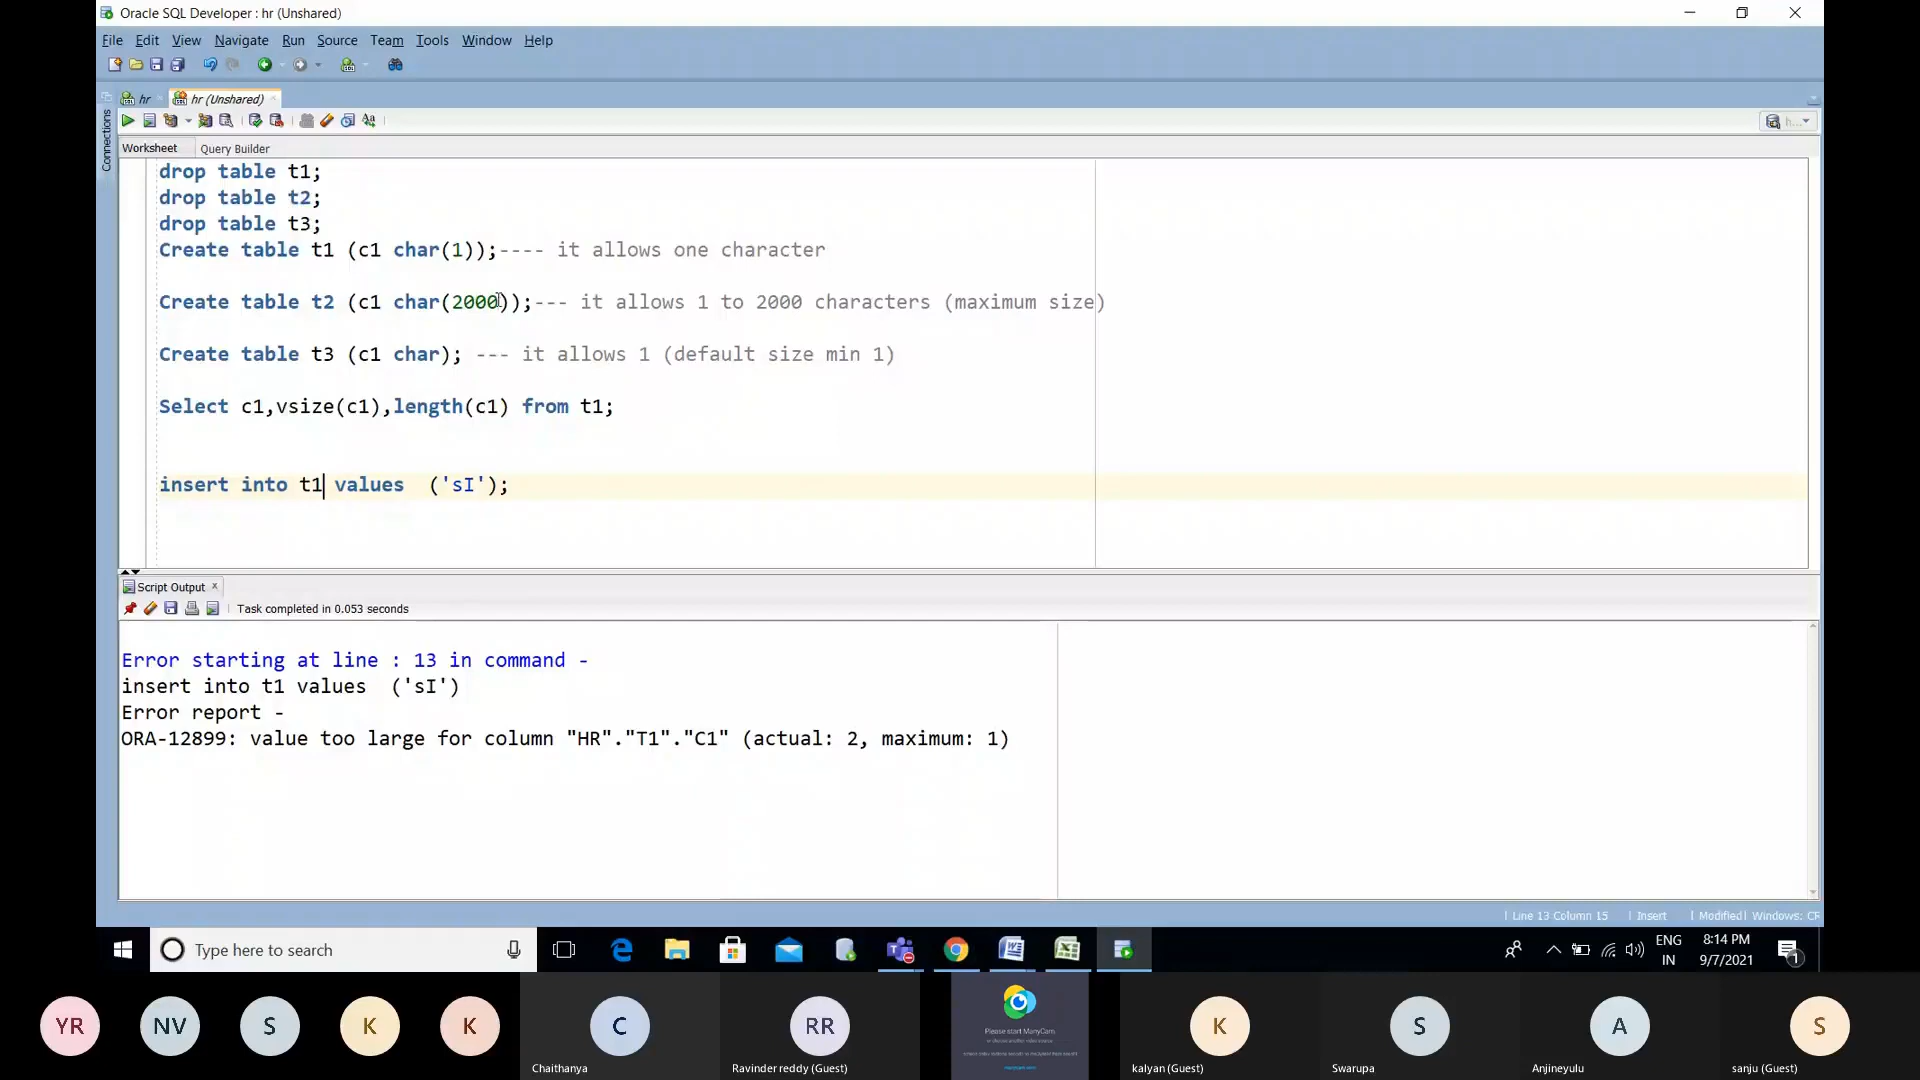 Oracle SQL Developer : hr (Unshared)
File Edit View Navigate Run Source Team Tools Window Help
hr hr (Unshared)
Connections
h...
Worksheet Query Builder
drop table t1;
drop table t2;
drop table t3;
Create table t1 (c1 char(1));---- it allows one character
Create table t2 (c1 char(2000));--- it allows 1 to 2000 characters (maximum size)
Create table t3 (c1 char); --- it allows 1 (default size min 1)
Select c1,vsize(c1),length(c1) from t1;
insert into t1 values  ('sI');
Script Output
Task completed in 0.053 seconds
Error starting at line : 13 in command -
insert into t1 values  ('sI')
Error report -
ORA-12899: value too large for column "HR"."T1"."C1" (actual: 2, maximum: 1)
Line 13 Column 15 Insert Modified Windows: CR
Type here to search
ENG
IN
8:14 PM
9/7/2021
1
YR NV S K K C RR K S A S
Please start ManyCam
Chaithanya Ravinder reddy (Guest) kalyan (Guest) Swarupa Anjineyulu sanju (Guest)